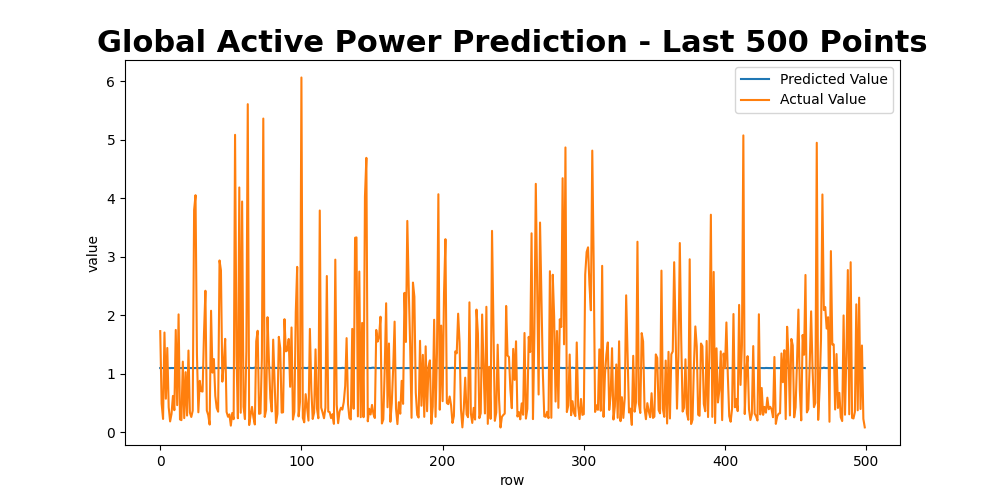 Global Active Power Prediction - Last 500 Points
Predicted Value
Actual Value
6
5
4
3
2
1
0
value
0 100 200 300 400 500
row